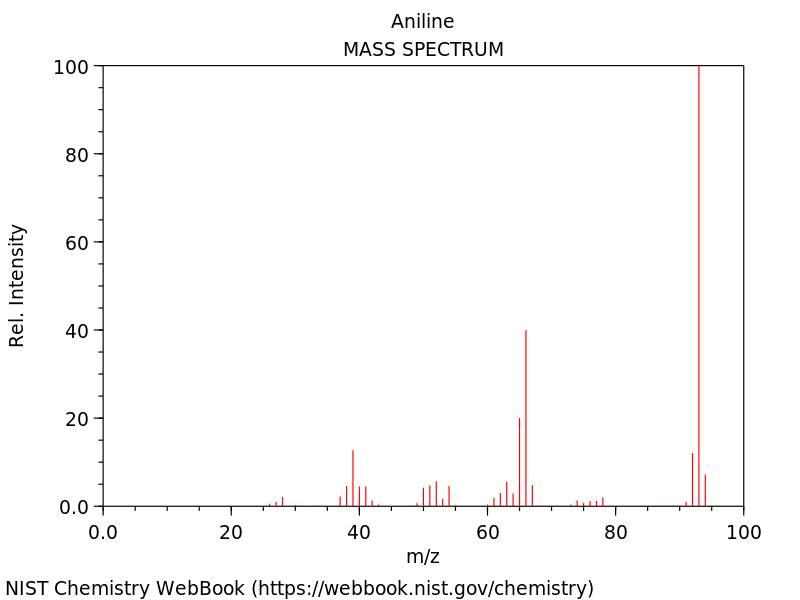 Aniline
MASS SPECTRUM
100
80
60
40
20
0.0
Rel. Intensity
0.0 20 40 60 80 100
m/z
NIST Chemistry WebBook (https://webbook.nist.gov/chemistry)